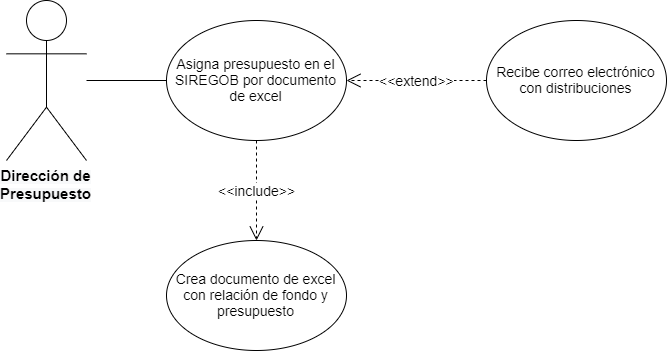 Asigna presupuesto en el
SIREGOB por documento
de excel
<<extend>>
Recibe correo electrónico
con distribuciones
Dirección de
Presupuesto
<<include>>
Crea documento de excel
con relación de fondo y
presupuesto